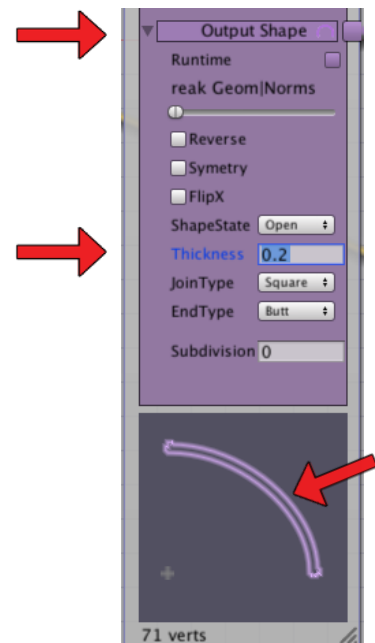 Output Shape
Runtime
reak Geom|Norms
Reverse
Symetry
FlipX
ShapeState Open
Thickness 0.2
JoinType Square
EndType Butt
Subdivision 0
71 verts